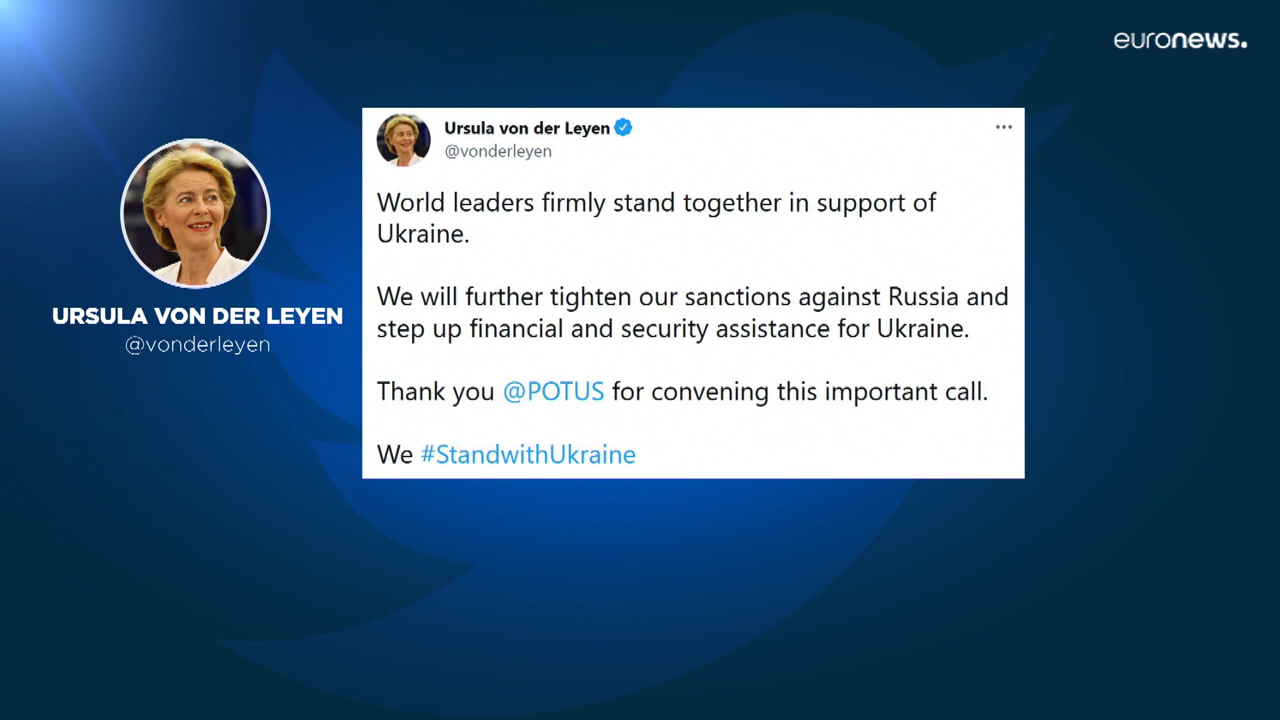 euronews.
Ursula von der Leyen
@vonderleyen
World leaders firmly stand together in support of
Ukraine.
We will further tighten our sanctions against Russia and
step up financial and security assistance for Ukraine.
Thank you @POTUS for convening this important call.
We #StandwithUkraine
URSULA VON DER LEYEN
@vonderleyen